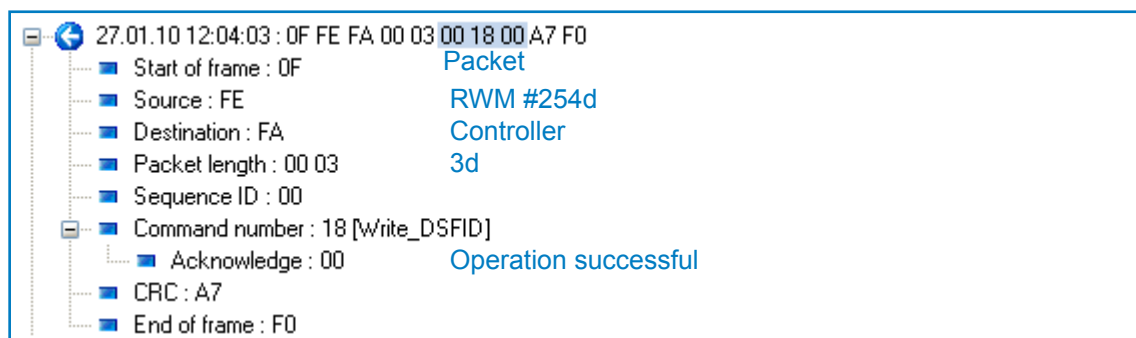 27.01.10 12:04:03 : 0F FE FA 00 03 00 18 00 A7 F0
Start of frame : 0F Packet
Source : FE RWM #254d
Destination : FA Controller
Packet length : 00 03 3d
Sequence ID : 00
Command number : 18 [Write_DSFID]
Acknowledge : 00 Operation successful
CRC : A7
End of frame : F0